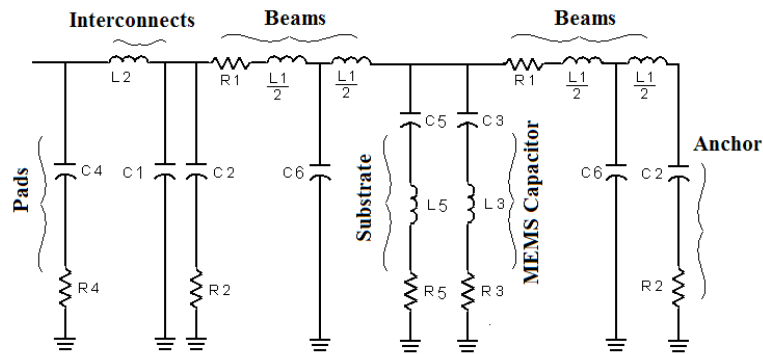 Interconnects
Beams
Beams
L2
R1
L1
2
L1
2
R1
L1
2
L1
2
C5
C3
Anchor
C4
C1
C2
C6
C6
C2
Pads
Substrate
MEMS Capacitor
L5
L3
R4
R2
R5
R3
R2